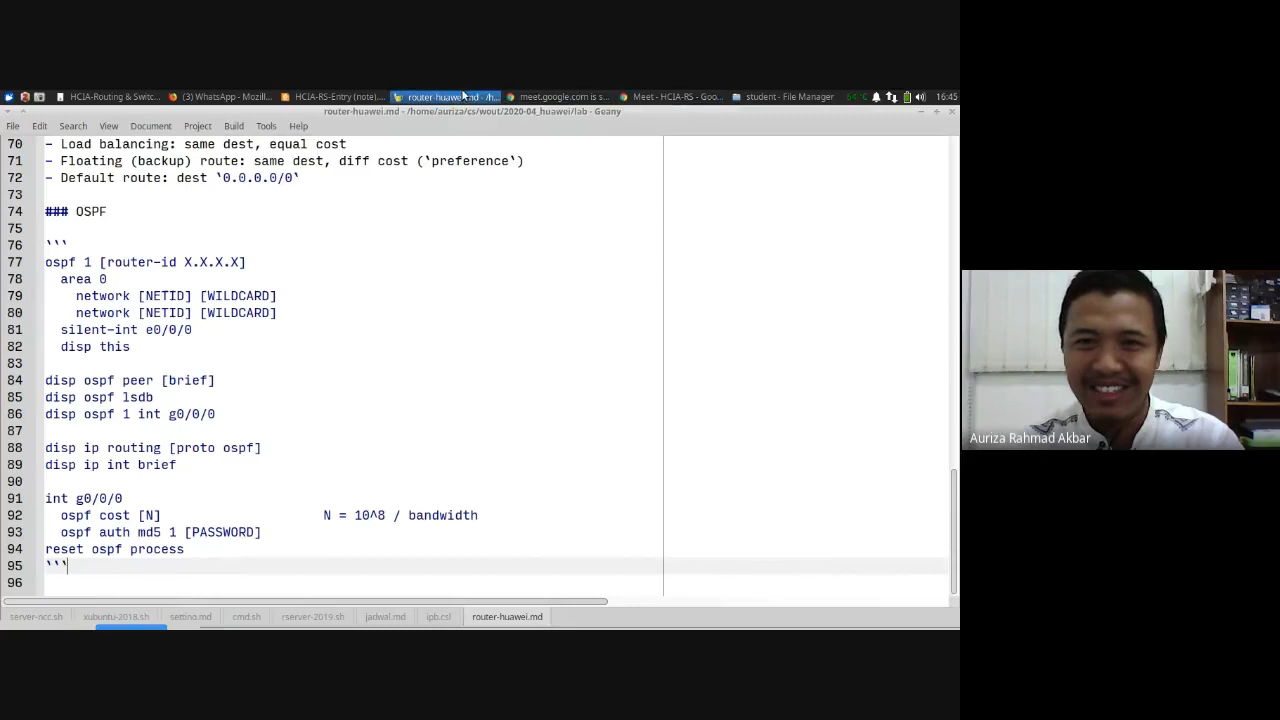 HCIA-Routing & Switc...
(3) WhatsApp - Mozill...
HCIA-RS-Entry (note)....
router-huawei.md - /h...
meet.google.com is s...
Meet - HCIA-RS - Goo...
student - File Manager
64°C
16:45
router-huawei.md - /home/auriza/cs/wout/2020-04_huawei/lab - Geany
File Edit Search View Document Project Build Tools Help
70 - Load balancing: same dest, equal cost
71 - Floating (backup) route: same dest, diff cost (`preference`)
72 - Default route: dest `0.0.0.0/0`
73
74 ### OSPF
75
76 ```
77 ospf 1 [router-id X.X.X.X]
78 area 0
79 network [NETID] [WILDCARD]
80 network [NETID] [WILDCARD]
81 silent-int e0/0/0
82 disp this
83
84 disp ospf peer [brief]
85 disp ospf lsdb
86 disp ospf 1 int g0/0/0
87
88 disp ip routing [proto ospf]
89 disp ip int brief
90
91 int g0/0/0
92 ospf cost [N] N = 10^8 / bandwidth
93 ospf auth md5 1 [PASSWORD]
94 reset ospf process
95 ```
96
server-ncc.sh xubuntu-2018.sh setting.md cmd.sh rserver-2019.sh jadwal.md ipb.csl router-huawei.md
Auriza Rahmad Akbar